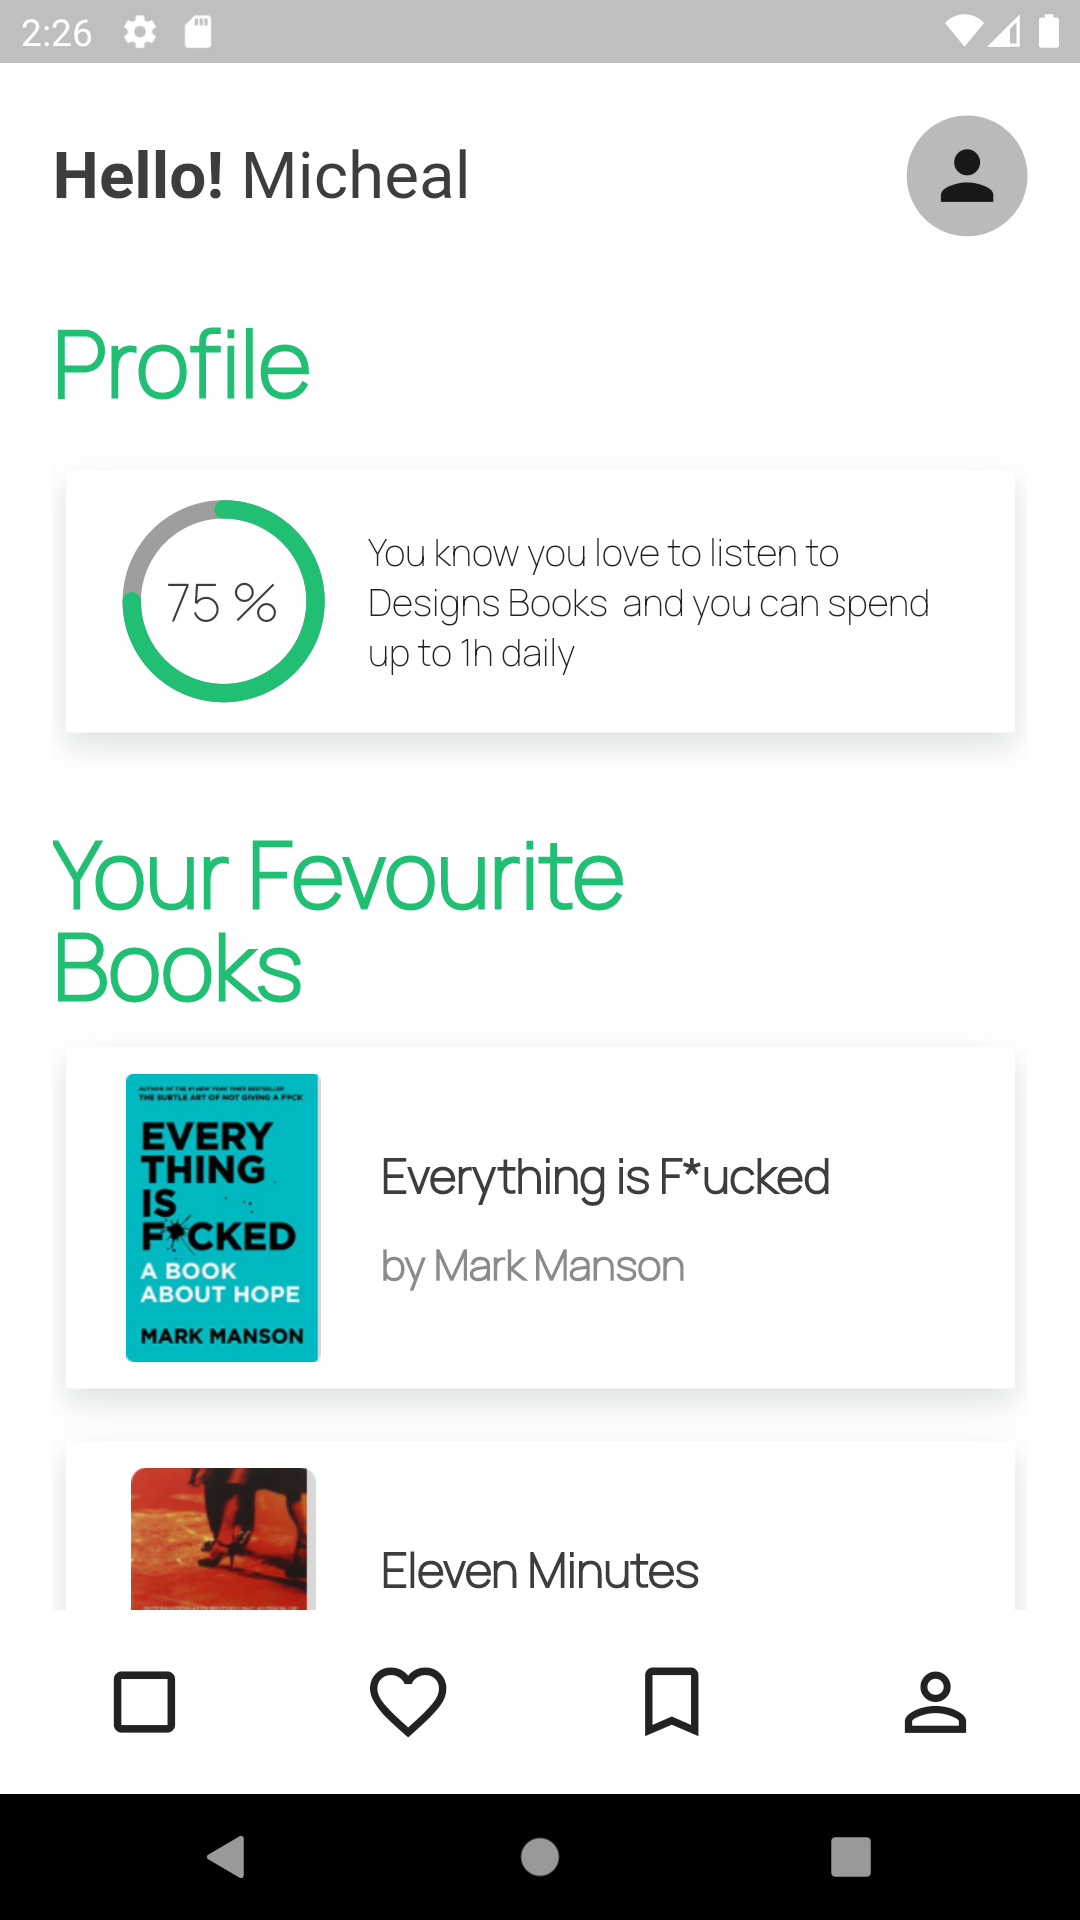 2:26
Hello! Micheal
Profile
75 %
You know you love to listen to
Designs Books and you can spend
up to 1h daily
Your Fevourite
Books
AUTHOR OF THE #1 NEW YORK TIMES BESTSELLER
THE SUBTLE ART OF NOT GIVING A F*CK
EVERY
THING
IS
F*CKED
A BOOK
ABOUT HOPE
MARK MANSON
Everything is F*ucked
by Mark Manson
Eleven Minutes